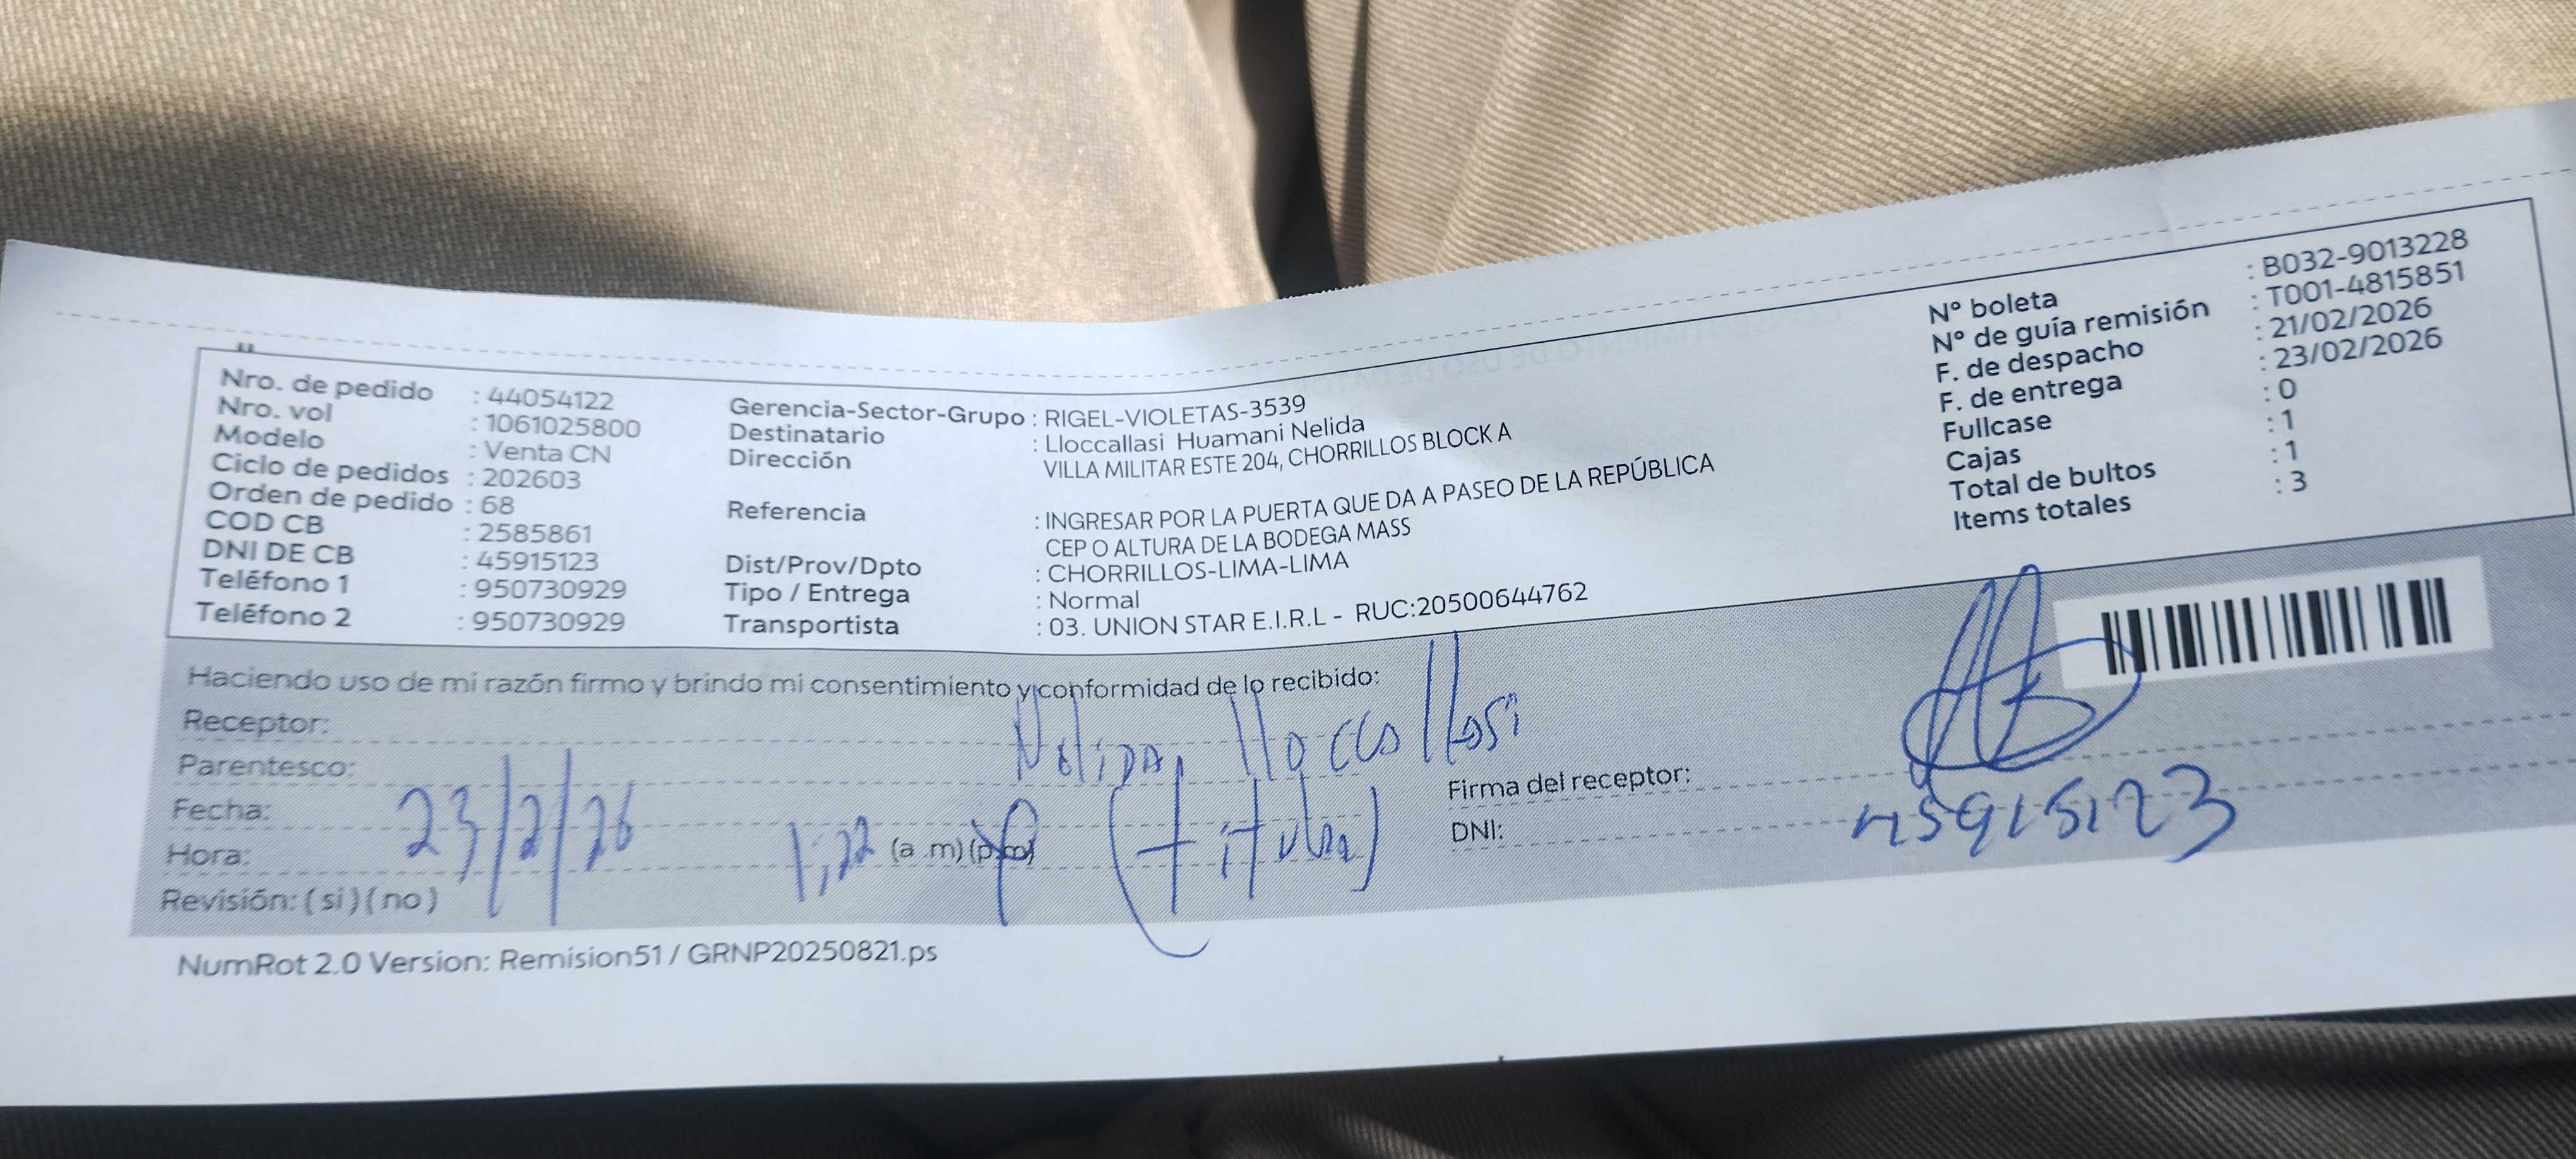 Nro. de pedido : 44054122
Nro. vol : 1061025800
Modelo : Venta CN
Ciclo de pedidos : 202603
Orden de pedido : 68
COD CB : 2585861
DNI DE CB : 45915123
Teléfono 1 : 950730929
Teléfono 2 : 950730929
Gerencia-Sector-Grupo : RIGEL-VIOLETAS-3539
Destinatario : Lloccallasi Huamani Nelida
Dirección VILLA MILITAR ESTE 204, CHORRILLOS BLOCK A
Referencia : INGRESAR POR LA PUERTA QUE DA A PASEO DE LA REPÚBLICA
CEP O ALTURA DE LA BODEGA MASS
Dist/Prov/Dpto : CHORRILLOS-LIMA-LIMA
Tipo / Entrega : Normal
Transportista : 03. UNION STAR E.I.R.L - RUC:20500644762
N° boleta : B032-9013228
N° de guía remisión : T001-4815851
F. de despacho : 21/02/2026
F. de entrega : 23/02/2026
Fullcase : 0
Cajas : 1
Total de bultos : 1
Items totales : 3
Haciendo uso de mi razón firmo y brindo mi consentimiento y conformidad de lo recibido:
Receptor: Nelida Lloccallasi
Parentesco: (titular)
Fecha: 23/2/26
Hora: 1:22 (a .m) (p.m)
Revisión: ( si ) ( no )
Firma del receptor:
DNI: 45915123
NumRot 2.0 Version: Remision51 / GRNP20250821.ps